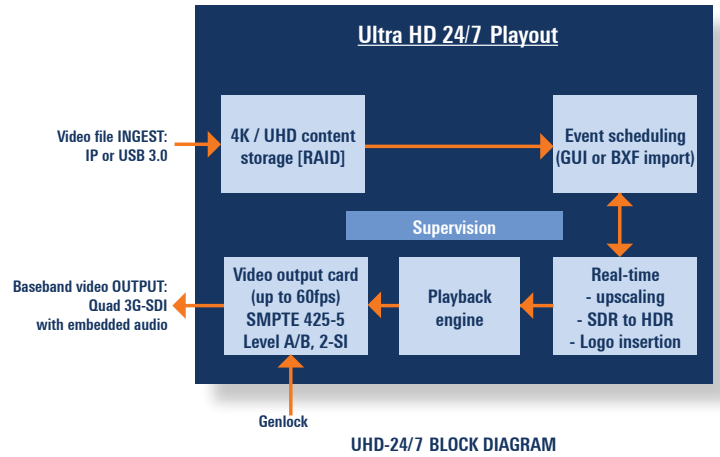 Ultra HD 24/7 Playout
Video file INGEST:
IP or USB 3.0
4K / UHD content
storage [RAID]
Event scheduling
(GUI or BXF import)
Supervision
Baseband video OUTPUT:
Quad 3G-SDI
with embedded audio
Video output card
(up to 60fps)
SMPTE 425-5
Level A/B, 2-SI
Playback
engine
Real-time
- upscaling
- SDR to HDR
- Logo insertion
Genlock
UHD-24/7 BLOCK DIAGRAM